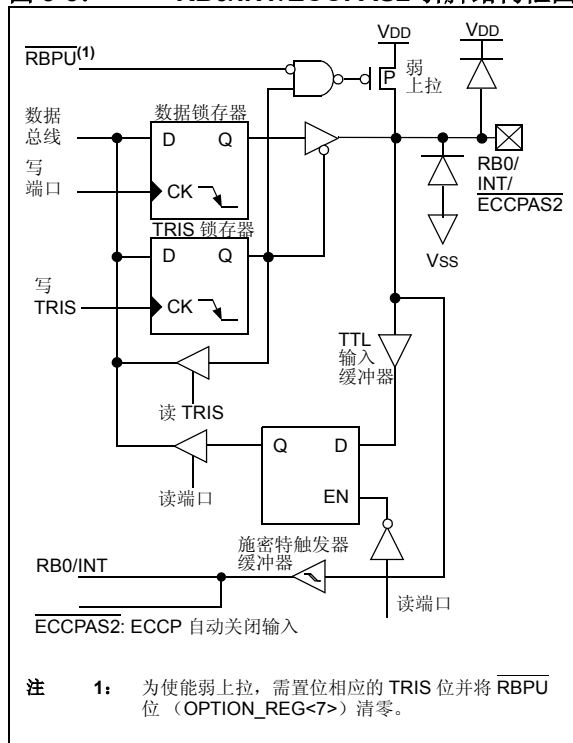 RBPU(1)
VDD
VDD
弱
上拉
P
数据
总线
数据锁存器
D Q
写
端口
CK
RB0/
INT/
ECCPAS2
TRIS 锁存器
D Q
VSS
写
TRIS
CK
TTL
输入
缓冲器
读 TRIS
Q D
读端口
EN
施密特触发器
缓冲器
RB0/INT
读端口
ECCPAS2: ECCP 自动关闭输入
注 1: 为使能弱上拉，需置位相应的 TRIS 位并将 RBPU
位 （OPTION_REG<7>）清零。